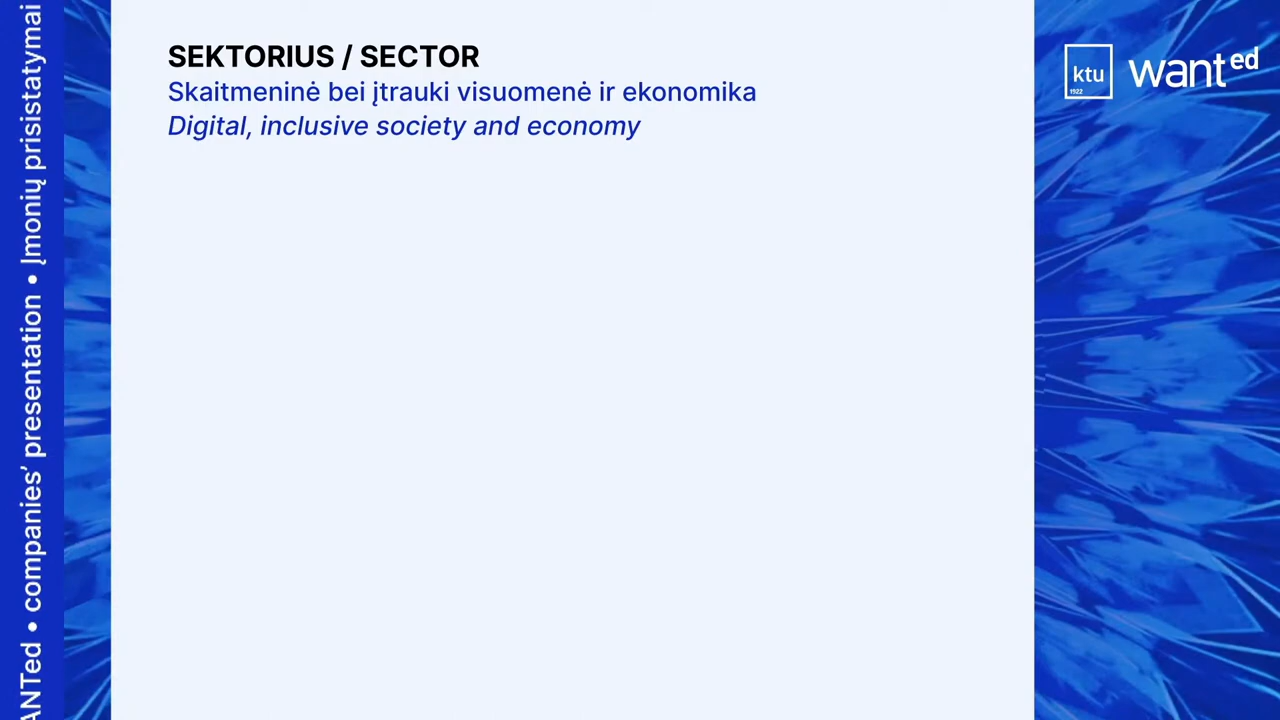 SEKTORIUS / SECTOR
Skaitmeninė bei įtrauki visuomenė ir ekonomika
Digital, inclusive society and economy
ktu
1922
wanted
ANTed • companies’ presentation • Įmonių prisistatymai